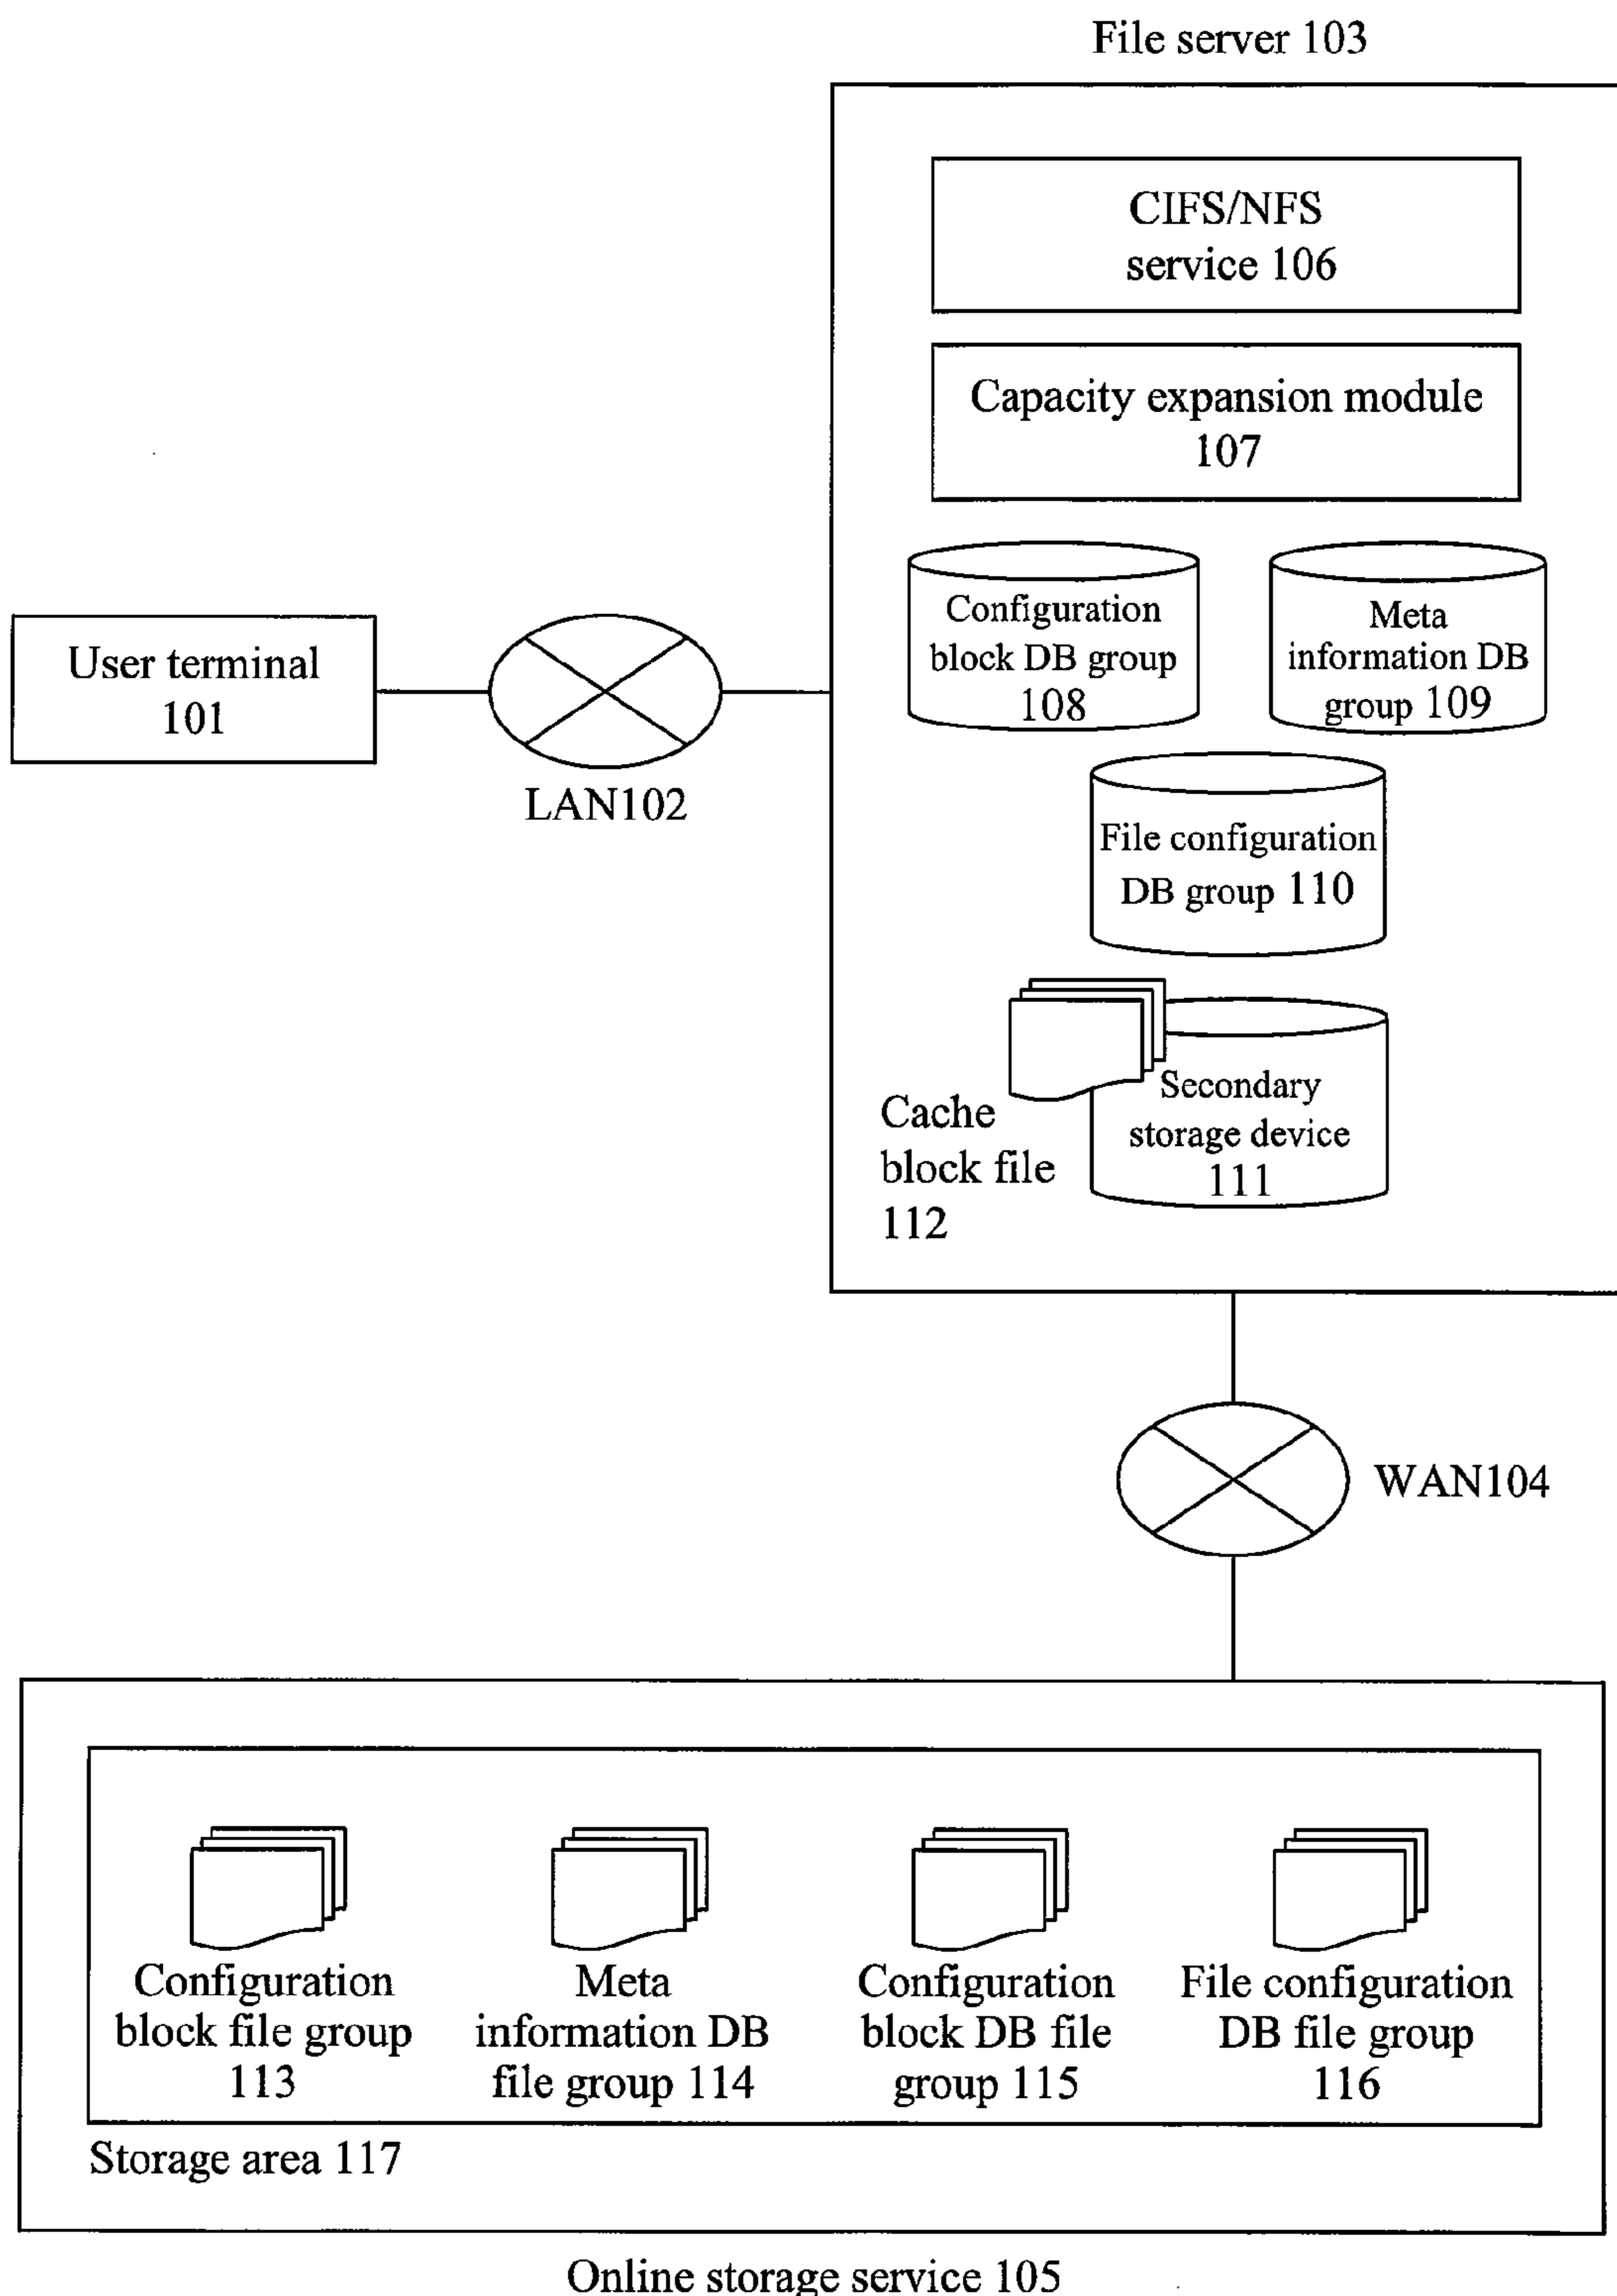 File server 103
CIFS/NFS
service 106
Capacity expansion module
107
Configuration
block DB group
108
Meta
information DB
group 109
User terminal
101
LAN102
File configuration
DB group 110
Cache
block file
112
Secondary
storage device
111
WAN104
Configuration
block file group
113
Meta
information DB
file group 114
Configuration
block DB file
group 115
File configuration
DB file group
116
Storage area 117
Online storage service 105